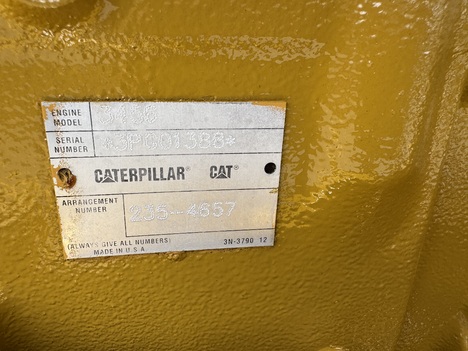 ENGINE MODEL
SERIAL NUMBER
CATERPILLAR® CAT®
ARRANGEMENT NUMBER 235-4657
(ALWAYS GIVE ALL NUMBERS) 3N-3790 12
MADE IN U.S.A.